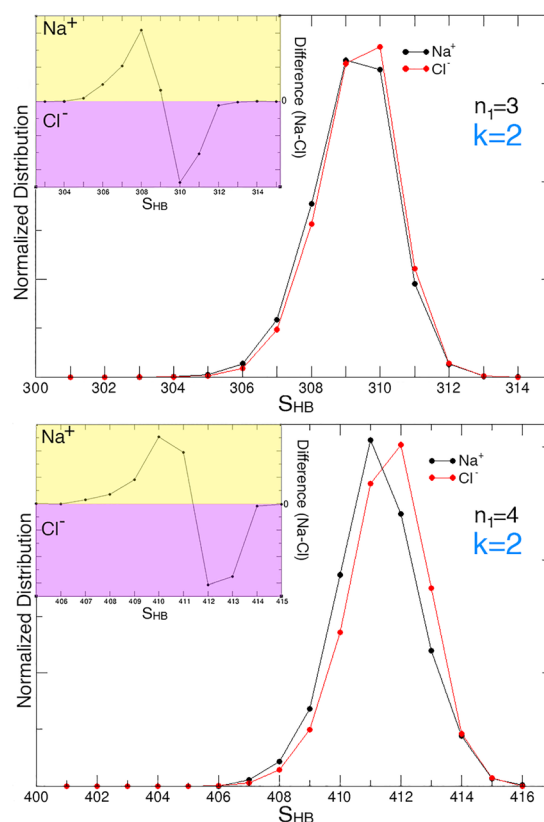 Na+
Cl-
0
Difference (Na-Cl)
304 306 308 310 312 314
SHB
Na+
Cl-
n1=3
k=2
Normalized Distribution
300 302 304 306 308 310 312 314
SHB
Na+
Cl-
0
Difference (Na-Cl)
406 407 408 409 410 411 412 413 414 415
SHB
Na+
Cl-
n1=4
k=2
Normalized Distribution
400 402 404 406 408 410 412 414 416
SHB